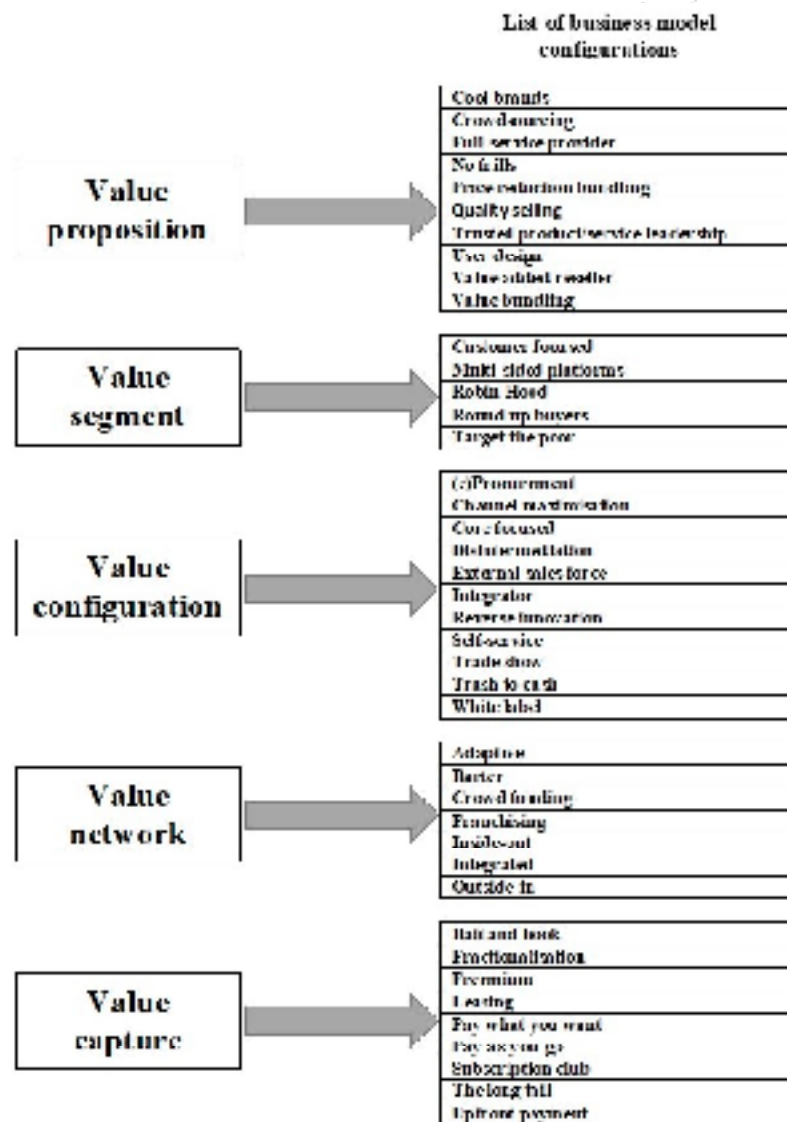 List of business model
configurations
Value
proposition
Cool brands
Crowdsourcing
Full service provider
No frills
Price reduction bundling
Quality selling
Trusted product/service leadership
User design
Value added reseller
Value bundling
Value
segment
Customer focused
Multi-sided platforms
Robin Hood
Round up buyers
Target the poor
Value
configuration
(e)Procurement
Channel maximisation
Core focused
Disintermediation
External sales force
Integrator
Reverse innovation
Self-service
Trade show
Trash to cash
White label
Value
network
Adaptive
Barter
Crowd funding
Franchising
Inside-out
Integrated
Outside-in
Value
capture
Bait and hook
Fractionalization
Freemium
Leasing
Pay what you want
Pay as you go
Subscription club
The long tail
Upfront payment